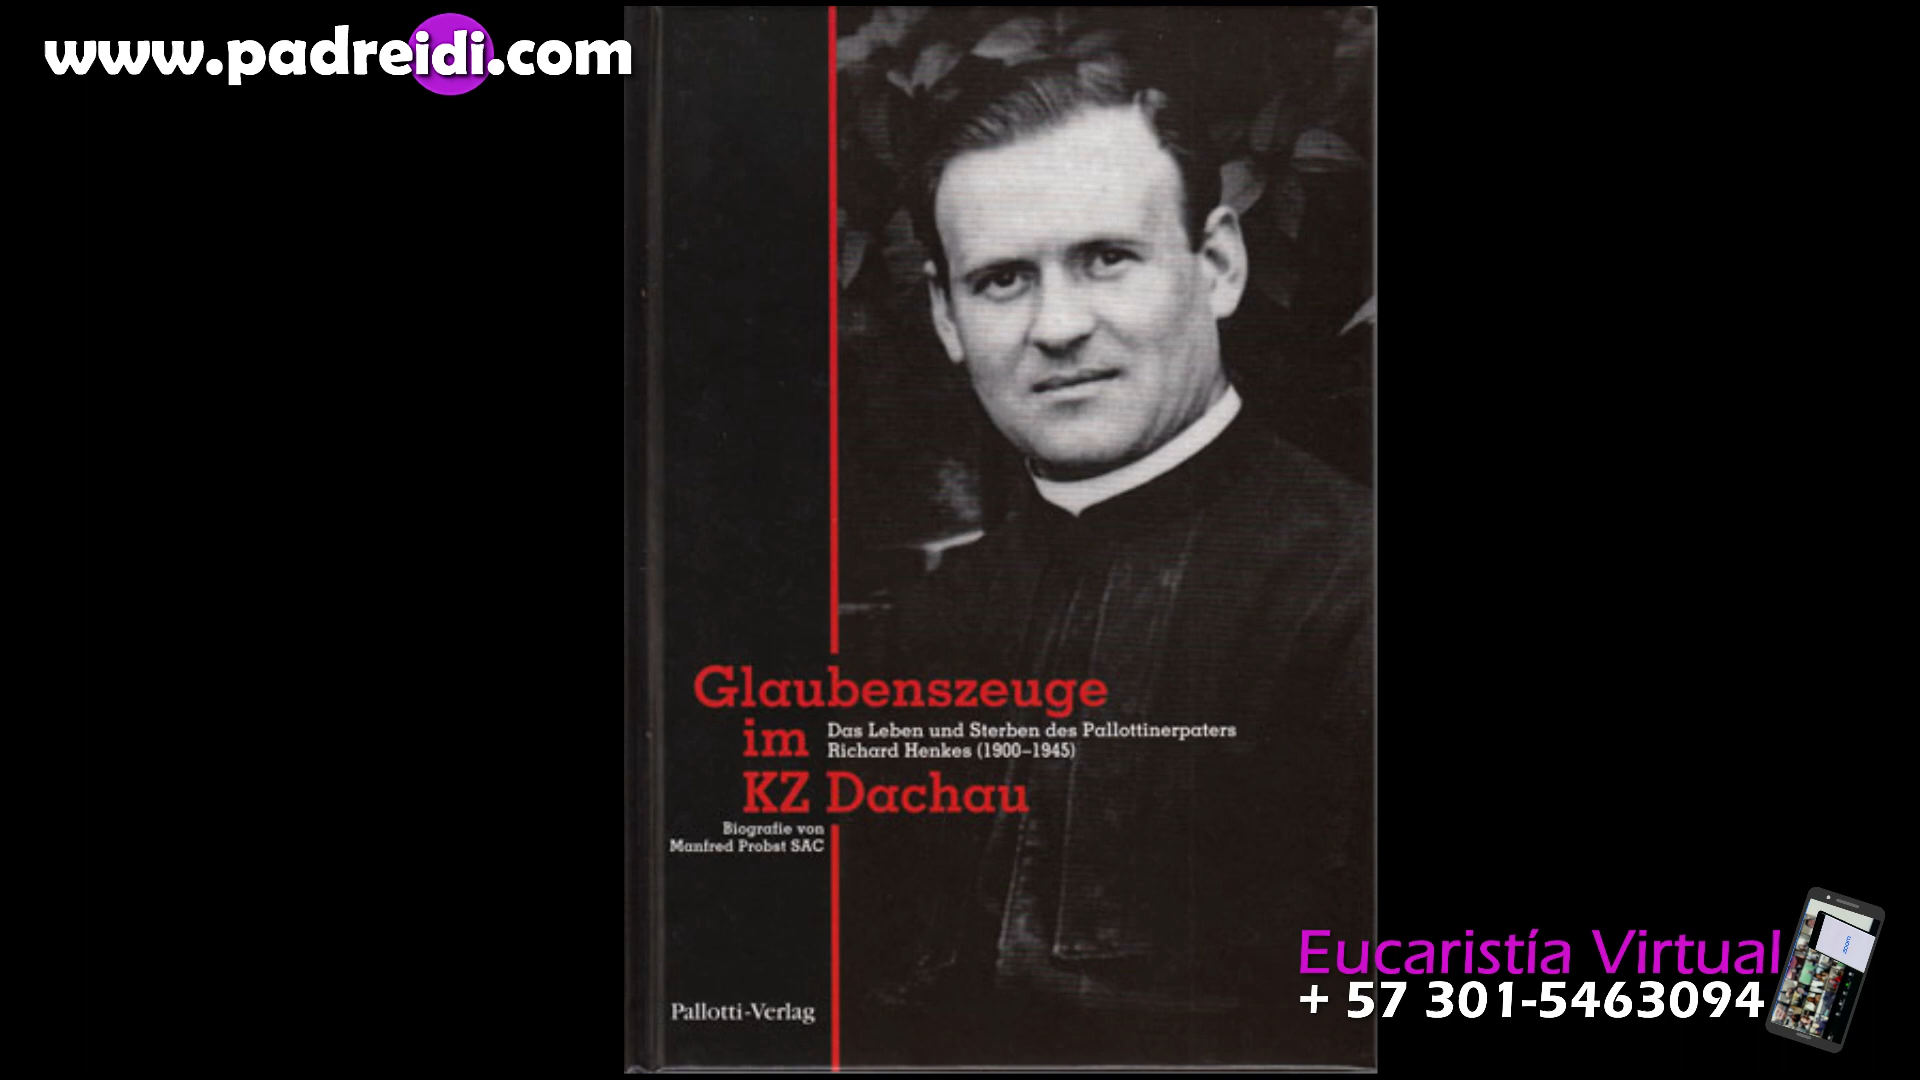 www.padreidi.com
Glaubenszeuge
im
Das Leben und Sterben des Pallottinerpaters
Richard Henkes (1900–1945)
KZ Dachau
Biografie von
Manfred Probst SAC
Pallotti-Verlag
Eucaristía Virtual
+ 57 301-5463094